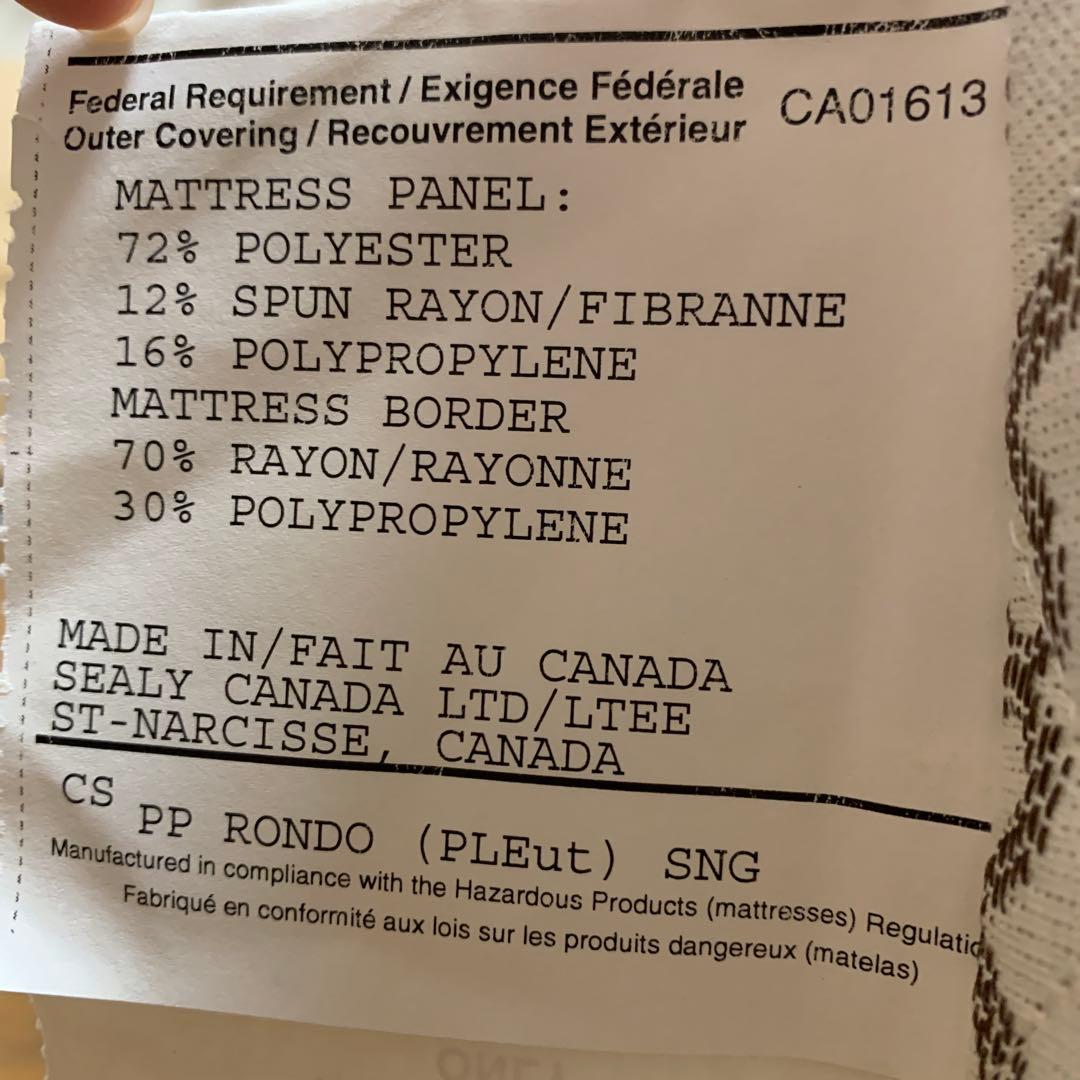 Federal Requirement / Exigence Fédérale CA01613
Outer Covering / Recouvrement Extérieur
MATTRESS PANEL:
72% POLYESTER
12% SPUN RAYON/FIBRANNE
16% POLYPROPYLENE
MATTRESS BORDER
70% RAYON/RAYONNE
30% POLYPROPYLENE
MADE IN/FAIT AU CANADA
SEALY CANADA LTD/LTEE
ST-NARCISSE, CANADA
CS
PP RONDO (PLEut) SNG
Manufactured in compliance with the Hazardous Products (mattresses)
Fabriqué en conformité aux lois sur les produits dangereux (matelas)